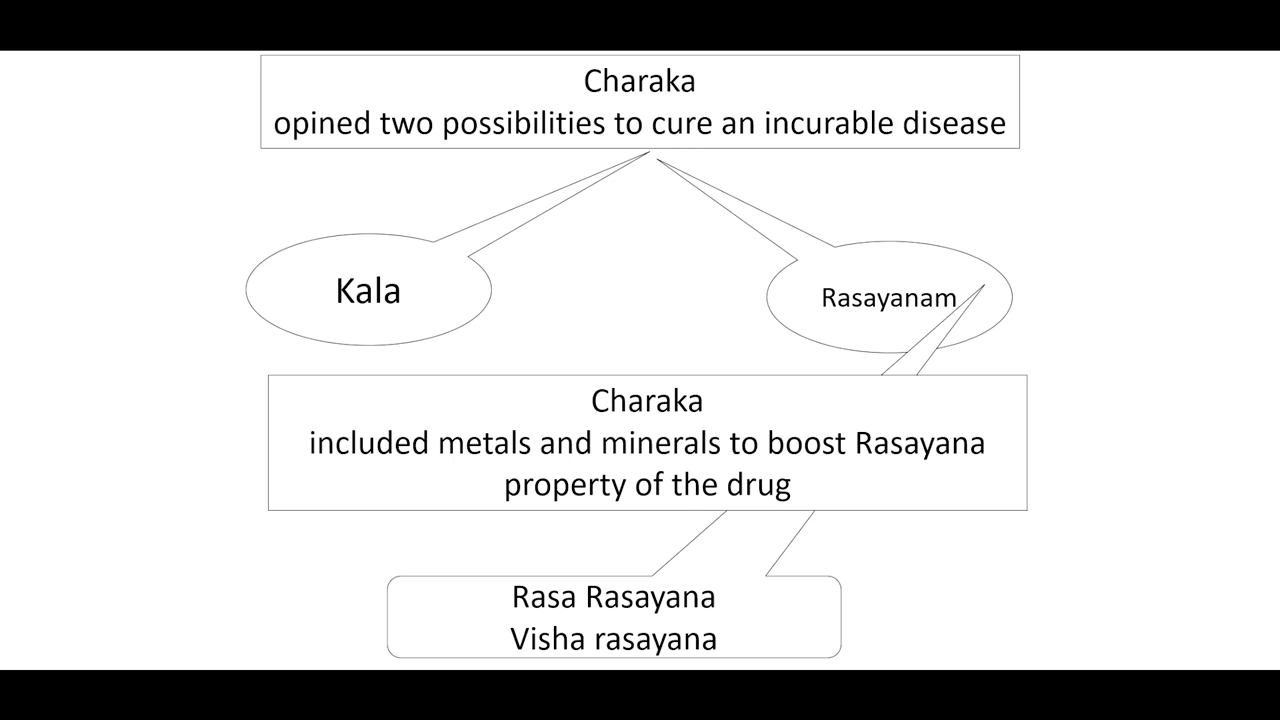 Charaka
opined two possibilities to cure an incurable disease
Kala
Rasayanam
Charaka
included metals and minerals to boost Rasayana
property of the drug
Rasa Rasayana
Visha rasayana